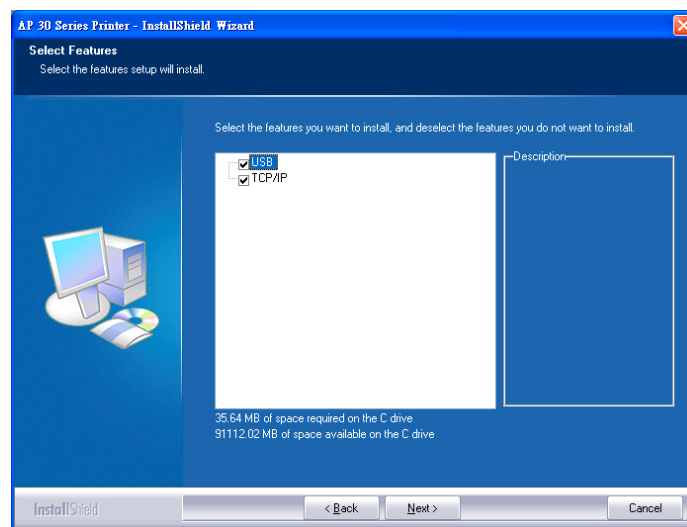 AP 30 Series Printer - InstallShield Wizard
Select Features
Select the features setup will install.
Select the features you want to install, and deselect the features you do not want to install.
USB
TCP/IP
Description
35.64 MB of space required on the C drive
91112.02 MB of space available on the C drive
InstallShield
< Back
Next >
Cancel